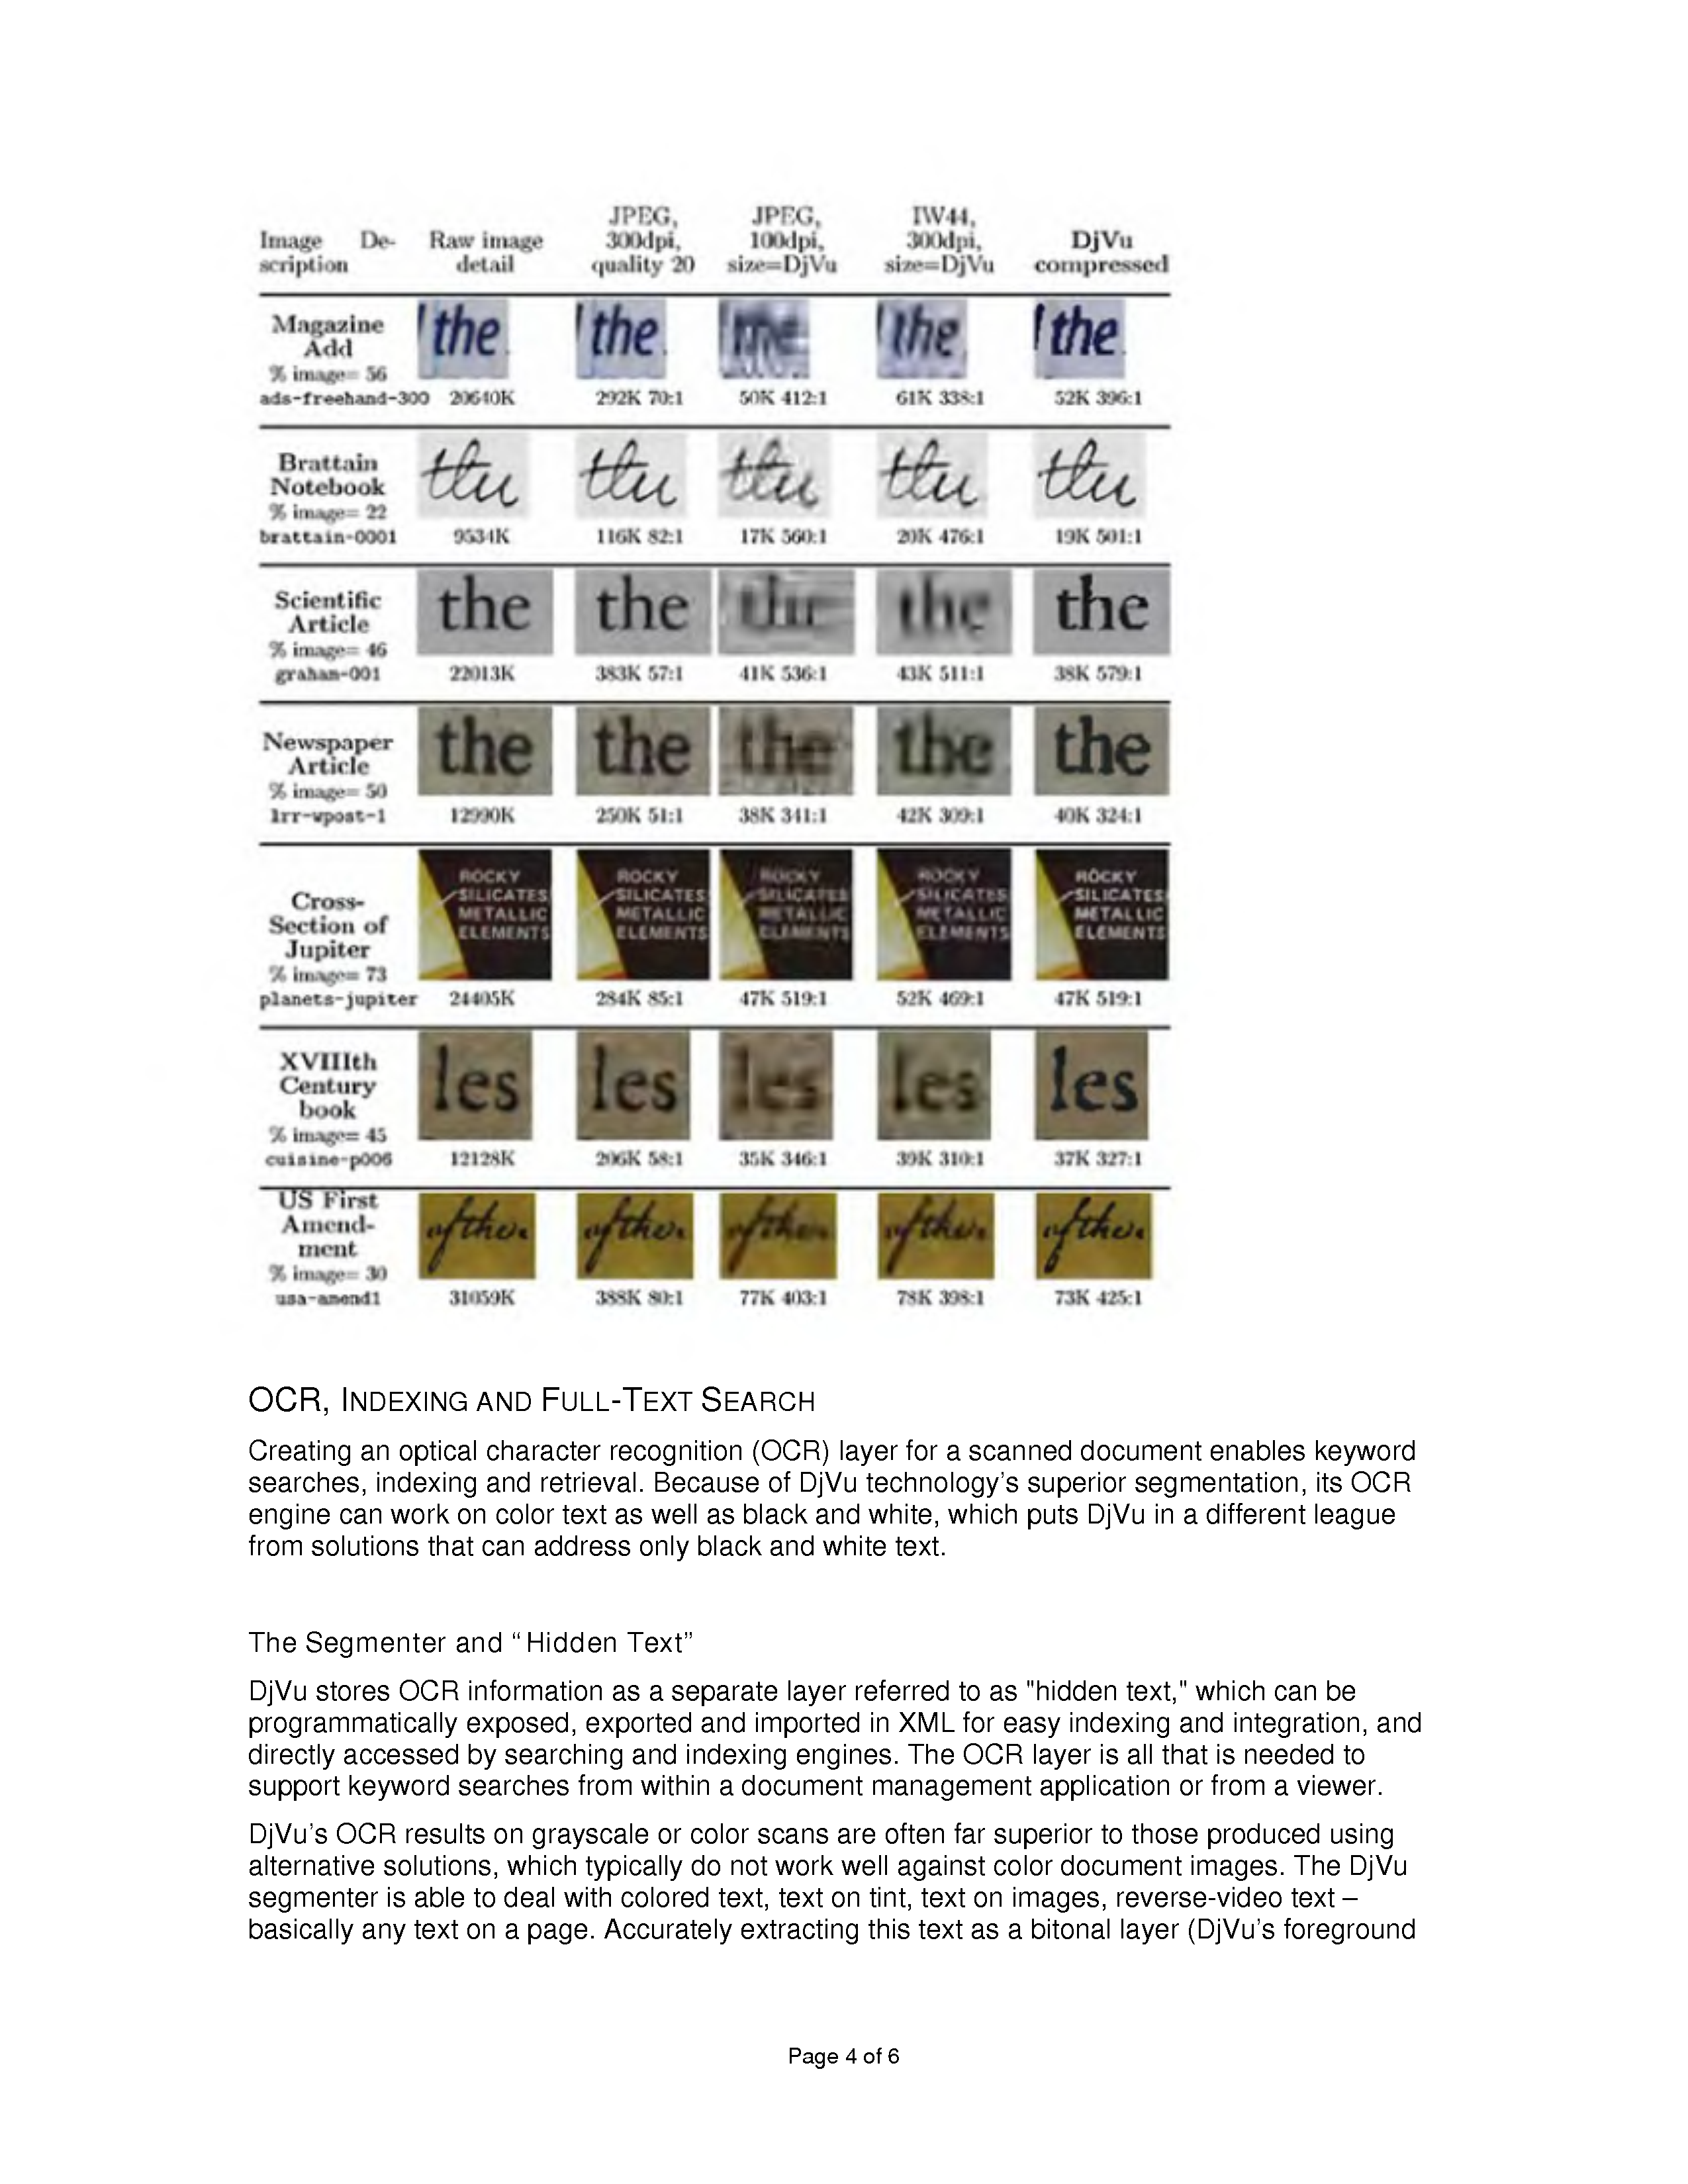 Image De- Raw image JPEG, JPEG, IW44, DjVu
scription detail 300dpi, 100dpi, 300dpi, compressed
quality 20 size=DjVu size=DjVu
Magazine
Add
% image= 56
the the the the
ads-freehand-300 20640K 292K 70:1 50K 412:1 61K 338:1 52K 396:1
Brattain
Notebook
% image= 22
brattain-0001 9534K 116K 82:1 17K 560:1 20K 476:1 19K 501:1
Scientific
Article
% image= 46
the the the the
graham-001 22013K 383K 57:1 41K 536:1 43K 511:1 38K 579:1
Newspaper
Article
% image= 50
the the the the the
lrr-wpost-1 12990K 250K 51:1 38K 341:1 42K 309:1 40K 324:1
Cross-
Section of
Jupiter
% image= 73
ROCKY ROCKY ROCKY ROCKY ROCKY
SILICATES SILICATES SILICATES SILICATES SILICATES
METALLIC METALLIC METALLIC METALLIC METALLIC
ELEMENTS ELEMENTS ELEMENTS ELEMENTS ELEMENTS
planets-jupiter 24405K 284K 85:1 47K 519:1 52K 469:1 47K 519:1
XVIIIth
Century
book
% image= 45
les les les les les
cuisine-p006 12128K 206K 58:1 35K 346:1 39K 310:1 37K 327:1
US First
Amend-
ment
% image= 30
of the of the of the of the of the
usa-amend1 31059K 388K 80:1 77K 403:1 78K 398:1 73K 425:1
OCR, INDEXING AND FULL-TEXT SEARCH
Creating an optical character recognition (OCR) layer for a scanned document enables keyword
searches, indexing and retrieval. Because of DjVu technology's superior segmentation, its OCR
engine can work on color text as well as black and white, which puts DjVu in a different league
from solutions that can address only black and white text.
The Segmenter and “Hidden Text”
DjVu stores OCR information as a separate layer referred to as "hidden text," which can be
programmatically exposed, exported and imported in XML for easy indexing and integration, and
directly accessed by searching and indexing engines. The OCR layer is all that is needed to
support keyword searches from within a document management application or from a viewer.
DjVu’s OCR results on grayscale or color scans are often far superior to those produced using
alternative solutions, which typically do not work well against color document images. The DjVu
segmenter is able to deal with colored text, text on tint, text on images, reverse-video text –
basically any text on a page. Accurately extracting this text as a bitonal layer (DjVu’s foreground
Page 4 of 6